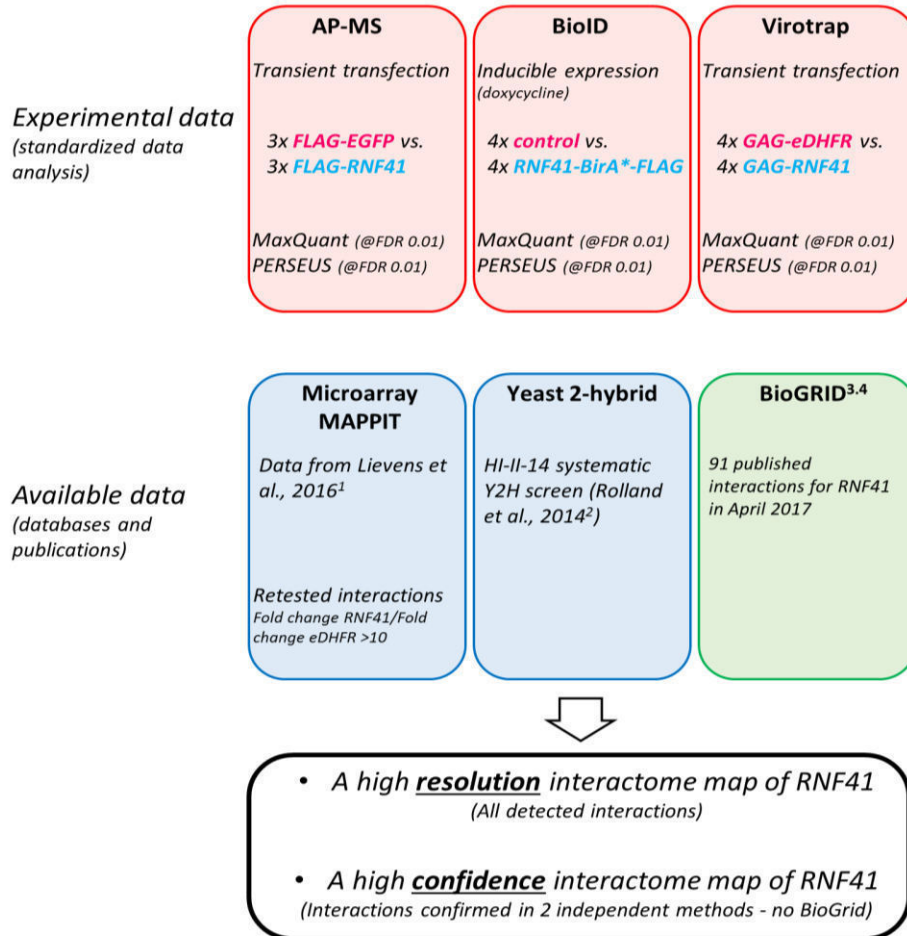 AP-MS
Transient transfection
3x FLAG-EGFP vs.
3x FLAG-RNF41
MaxQuant (@FDR 0.01)
PERSEUS (@FDR 0.01)
BioID
Inducible expression
(doxycycline)
4x control vs.
4x RNF41-BirA*-FLAG
MaxQuant (@FDR 0.01)
PERSEUS (@FDR 0.01)
Virotrap
Transient transfection
4x GAG-eDHFR vs.
4x GAG-RNF41
MaxQuant (@FDR 0.01)
PERSEUS (@FDR 0.01)
Experimental data
(standardized data
analysis)
Available data
(databases and
publications)
Microarray
MAPPIT
Data from Lievens et
al., 2016¹
Retested interactions
Fold change RNF41/Fold
change eDHFR >10
Yeast 2-hybrid
HI-II-14 systematic
Y2H screen (Rolland
et al., 2014²)
BioGRID³·⁴
91 published
interactions for RNF41
in April 2017
• A high resolution interactome map of RNF41
(All detected interactions)
• A high confidence interactome map of RNF41
(Interactions confirmed in 2 independent methods - no BioGrid)